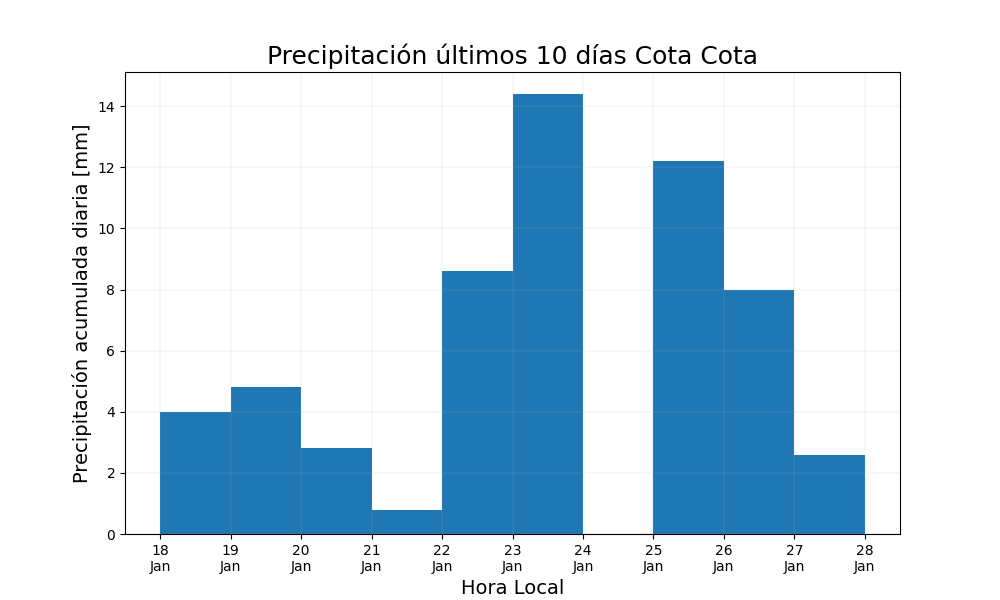 Precipitación últimos 10 días Cota Cota
Precipitación acumulada diaria [mm]
14
12
10
8
6
4
2
0
18 19 20 21 22 23 24 25 26 27 28
Jan Jan Jan Jan Jan Jan Jan Jan Jan Jan Jan
Hora Local